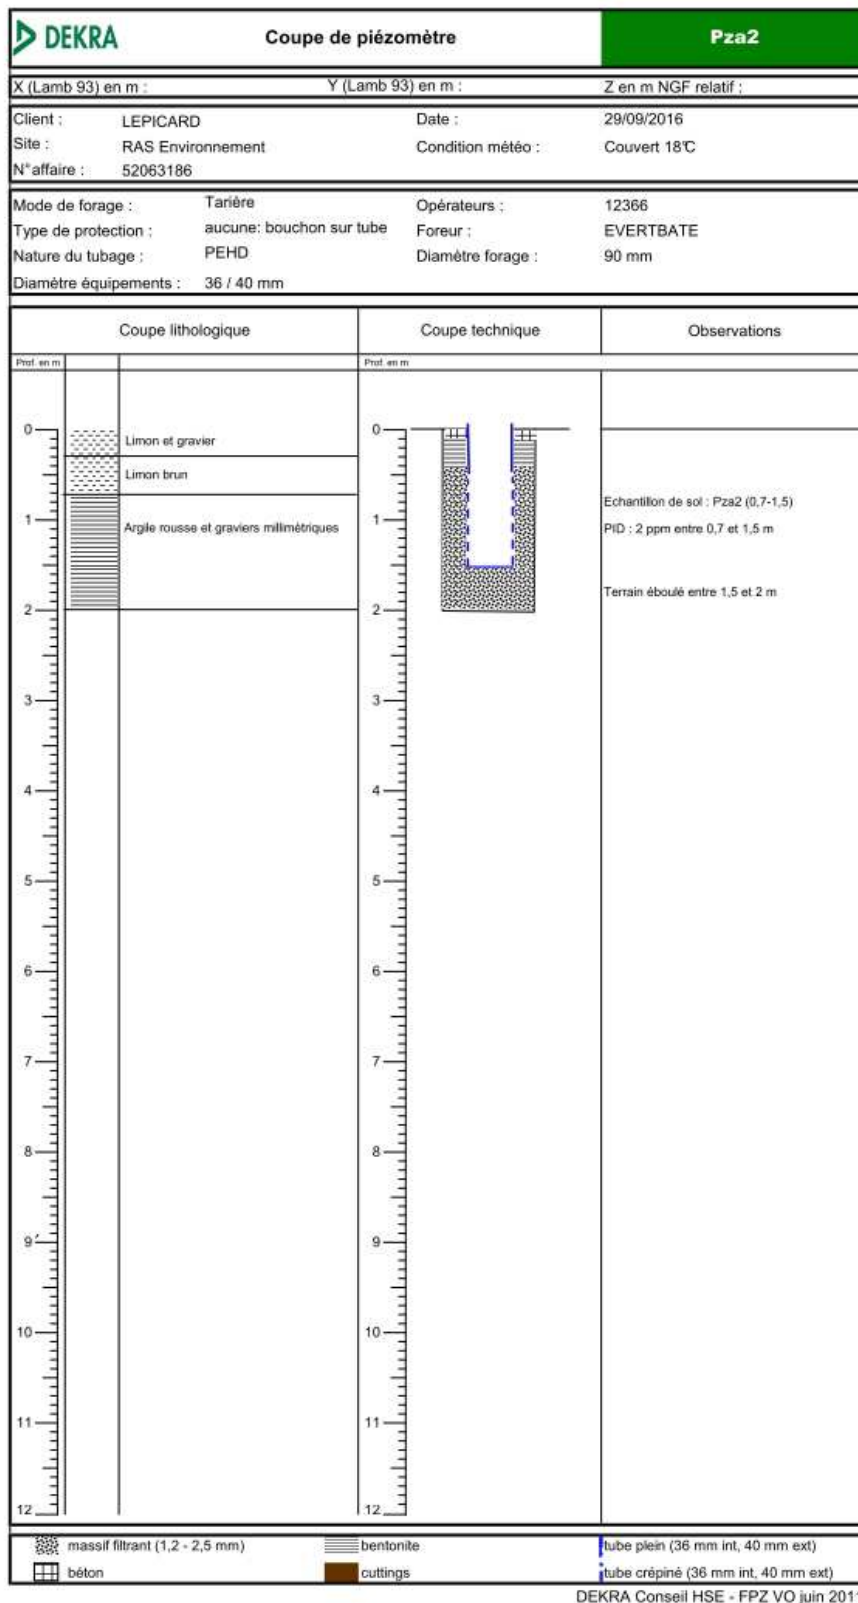 DEKRA
Coupe de piézomètre
Pza2
X (Lamb 93) en m : Y (Lamb 93) en m : Z en m NGF relatif :
Client : LEPICARD Date : 29/09/2016
Site : RAS Environnement Condition météo : Couvert 18°C
N°affaire : 52063186
Mode de forage : Tarière Opérateurs : 12366
Type de protection : aucune: bouchon sur tube Foreur : EVERTBATE
Nature du tubage : PEHD Diamètre forage : 90 mm
Diamètre équipements : 36 / 40 mm
Coupe lithologique Coupe technique Observations
Prof. en m Prof. en m
0 0
Limon et gravier
Limon brun
Echantillon de sol : Pza2 (0,7-1,5)
1 Argile rousse et graviers millimétriques 1 PID : 2 ppm entre 0,7 et 1,5 m
Terrain éboulé entre 1,5 et 2 m
2 2
3 3
4 4
5 5
6 6
7 7
8 8
9 9
10 10
11 11
12 12
massif filtrant (1,2 - 2,5 mm) bentonite tube plein (36 mm int, 40 mm ext)
béton cuttings tube crépiné (36 mm int, 40 mm ext)
DEKRA Conseil HSE - FPZ VO juin 2011